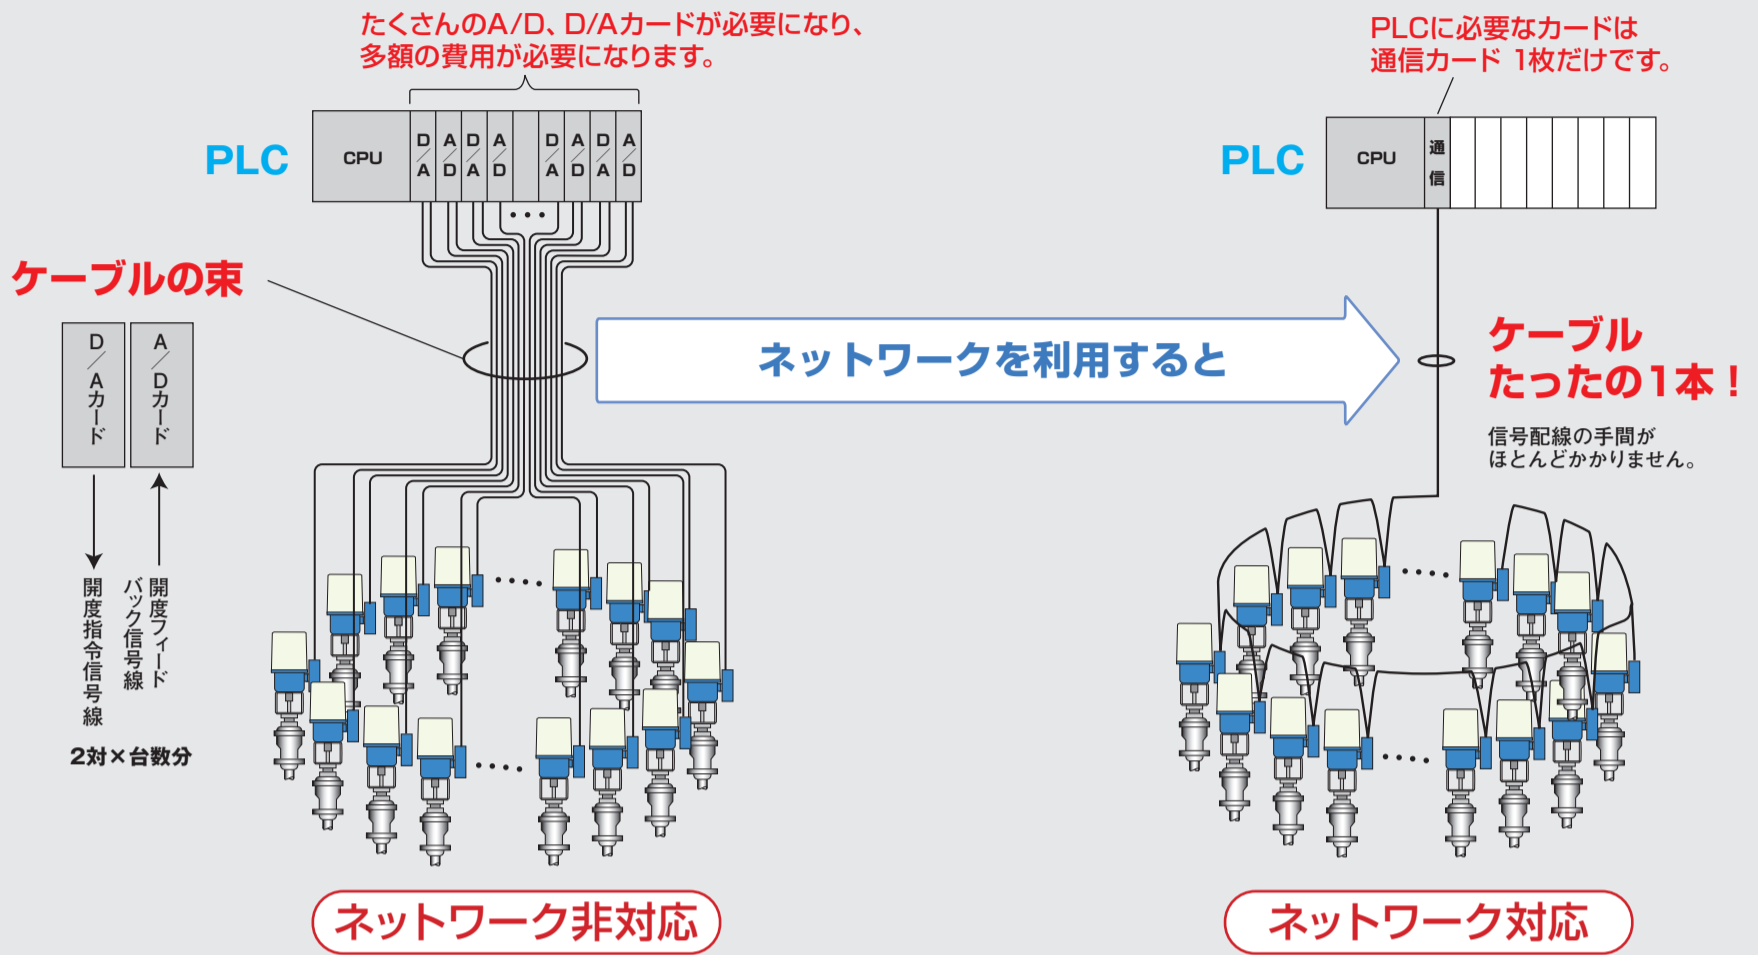 たくさんのA/D、D/Aカードが必要になり、
多額の費用が必要になります。
PLC
CPU
D/A
A/D
D/A
A/D
D/A
A/D
D/A
A/D
ケーブルの束
D/Aカード
A/Dカード
開度指令信号線
開度フィード
バック信号線
2対×台数分
ネットワーク非対応
ネットワークを利用すると
PLCに必要なカードは
通信カード 1枚だけです。
PLC
CPU
通信
ケーブル
たったの1本！
信号配線の手間が
ほとんどかかりません。
ネットワーク対応